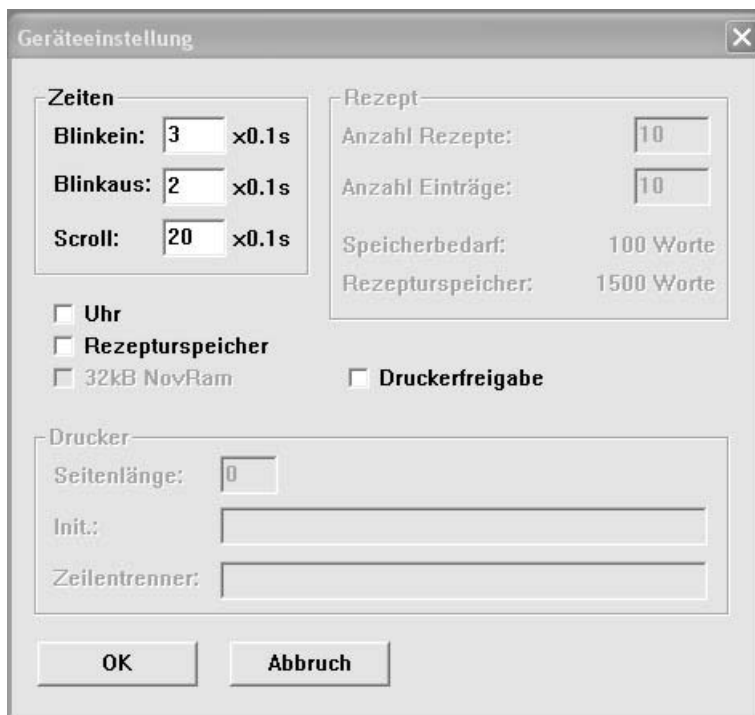 Geräteeinstellung
Zeiten
Blinkein: 3 x0.1s
Blinkaus: 2 x0.1s
Scroll: 20 x0.1s
Rezept
Anzahl Rezepte: 10
Anzahl Einträge: 10
Speicherbedarf: 100 Worte
Rezepturspeicher: 1500 Worte
Uhr
Rezepturspeicher
32kB NovRam
Druckerfreigabe
Drucker
Seitenlänge: 0
Init.:
Zeilentrenner:
OK
Abbruch